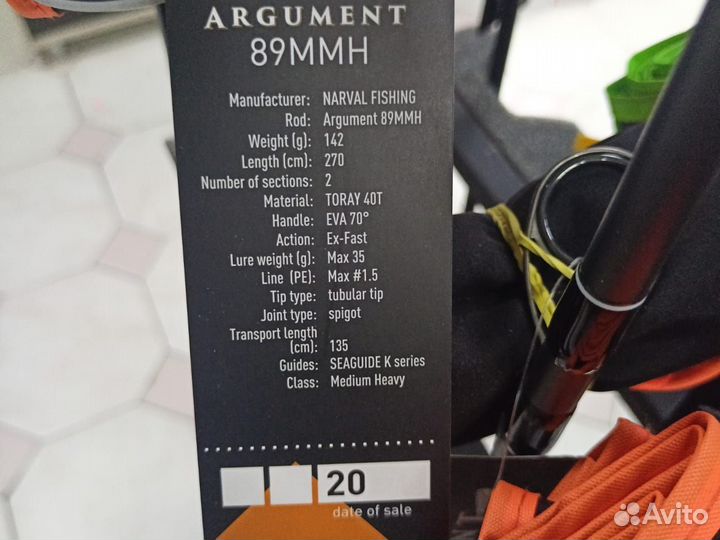 ARGUMENT
89MMH
Manufacturer: NARVAL FISHING
Rod: Argument 89MMH
Weight (g): 142
Length (cm): 270
Number of sections: 2
Material: TORAY 40T
Handle: EVA 70°
Action: Ex-Fast
Lure weight (g): Max 35
Line (PE): Max #1.5
Tip type: tubular tip
Joint type: spigot
Transport length
(cm): 135
Guides: SEAGUIDE K series
Class: Medium Heavy
20
date of sale
Avito